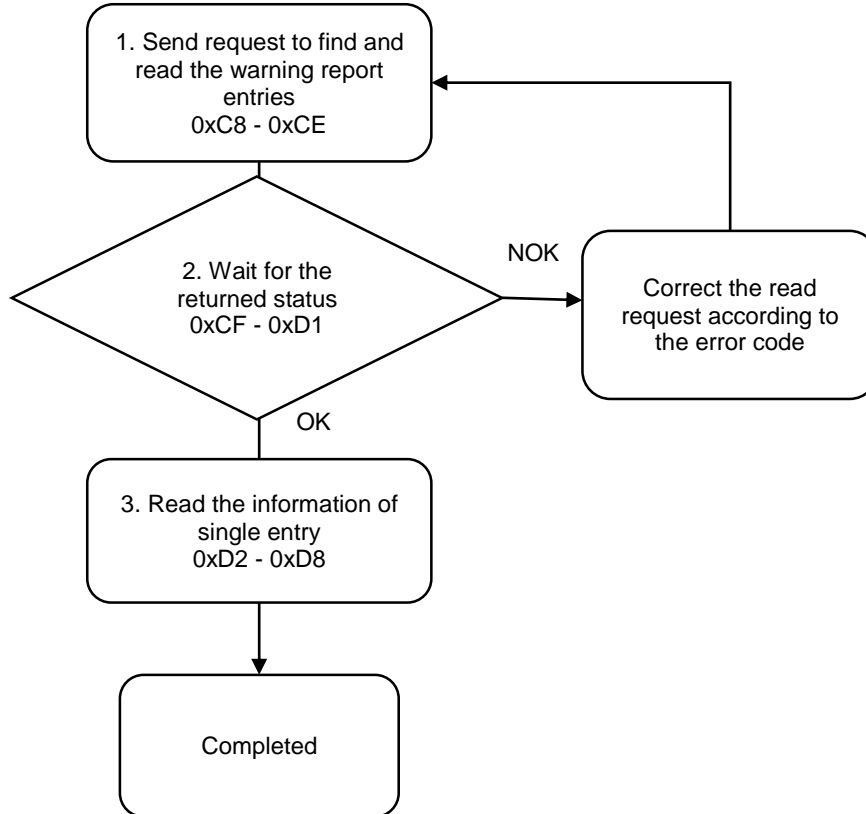 1. Send request to find and
read the warning report
entries
0xC8 - 0xCE
2. Wait for the
returned status
0xCF - 0xD1
NOK
Correct the read
request according to
the error code
OK
3. Read the information of
single entry
0xD2 - 0xD8
Completed